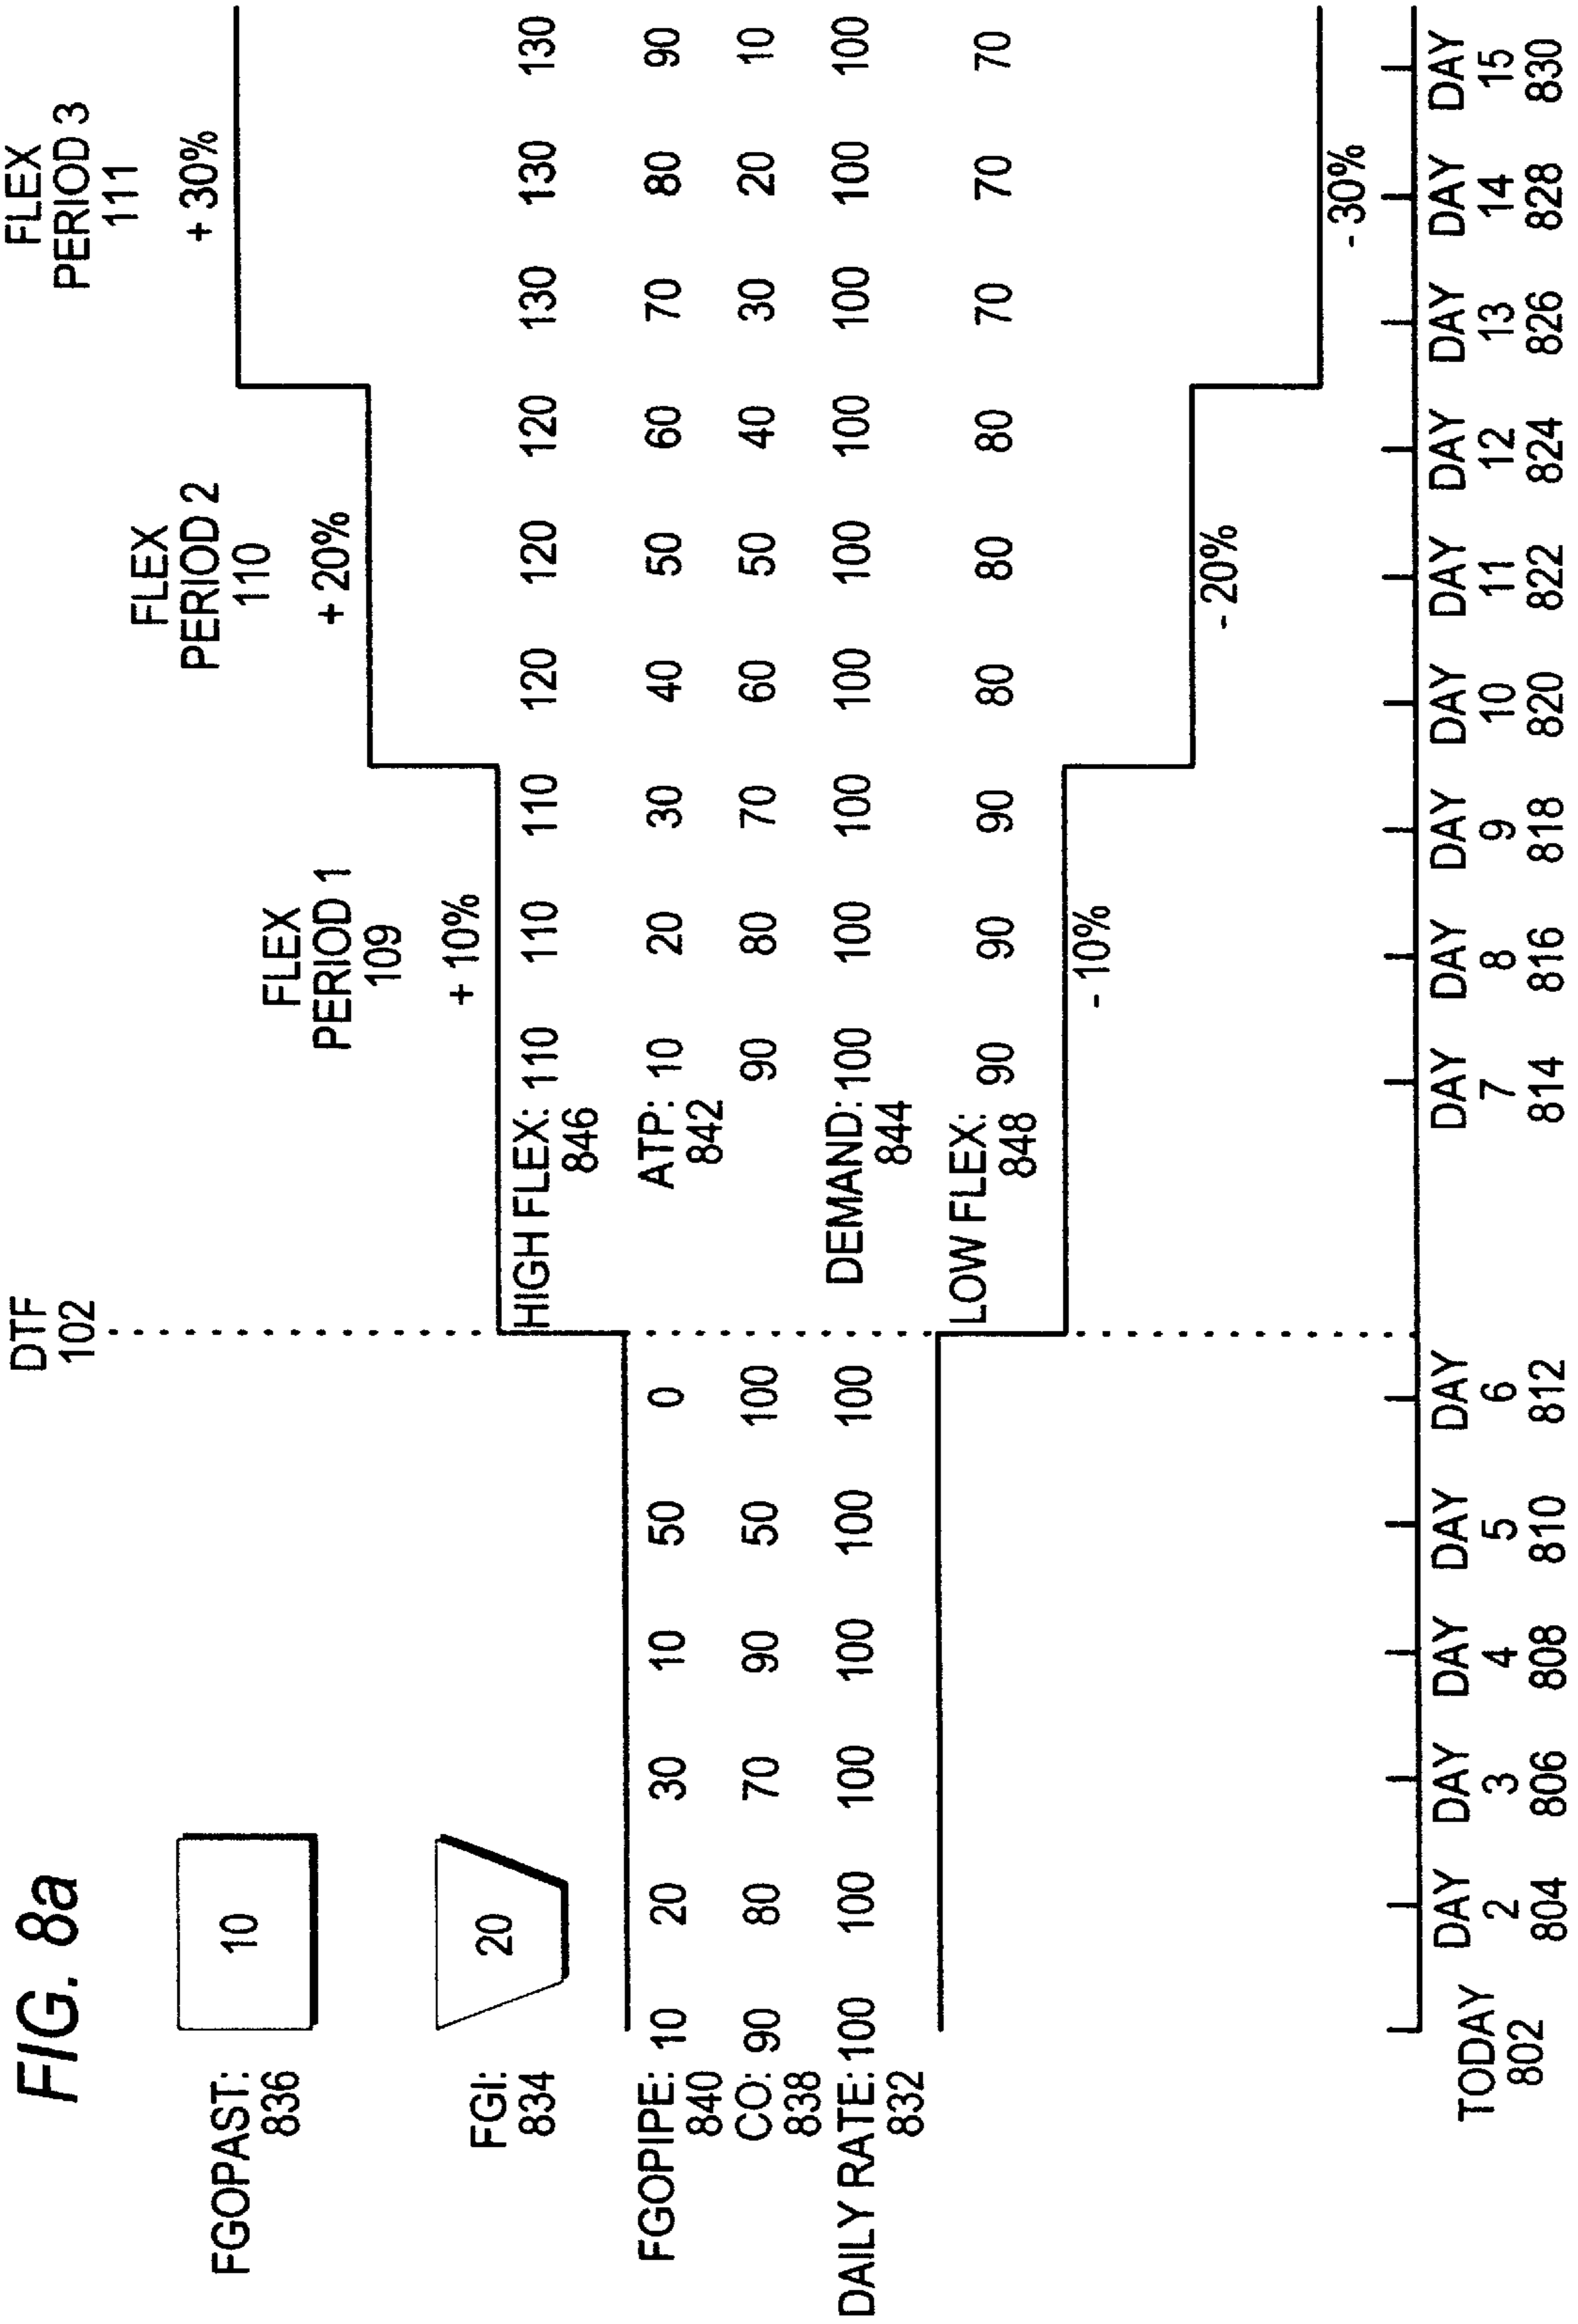 FIG. 8a
DTF
102
FLEX
PERIOD 3
111
+ 30%
FLEX
PERIOD 2
110
+ 20%
FLEX
PERIOD 1
109
+ 10%
FGOPAST:
836
10
FGI:
834
20
HIGH FLEX: 110 110 110 120 120 120 130 130 130
846
FGOPIPE: 10 20 30 10 50 0
840
ATP: 10 20 30 40 50 60 70 80 90
842
CO: 90 80 70 90 50 100 90 80 70 60 50 40 30 20 10
838
DAILY RATE: 100 100 100 100 100 100
832
DEMAND: 100 100 100 100 100 100 100 100 100
844
LOW FLEX: 90 90 90 80 80 80 70 70 70
848
- 10%
- 20%
- 30%
TODAY
802
DAY
2
804
DAY
3
806
DAY
4
808
DAY
5
810
DAY
6
812
DAY
7
814
DAY
8
816
DAY
9
818
DAY
10
820
DAY
11
822
DAY
12
824
DAY
13
826
DAY
14
828
DAY
15
830